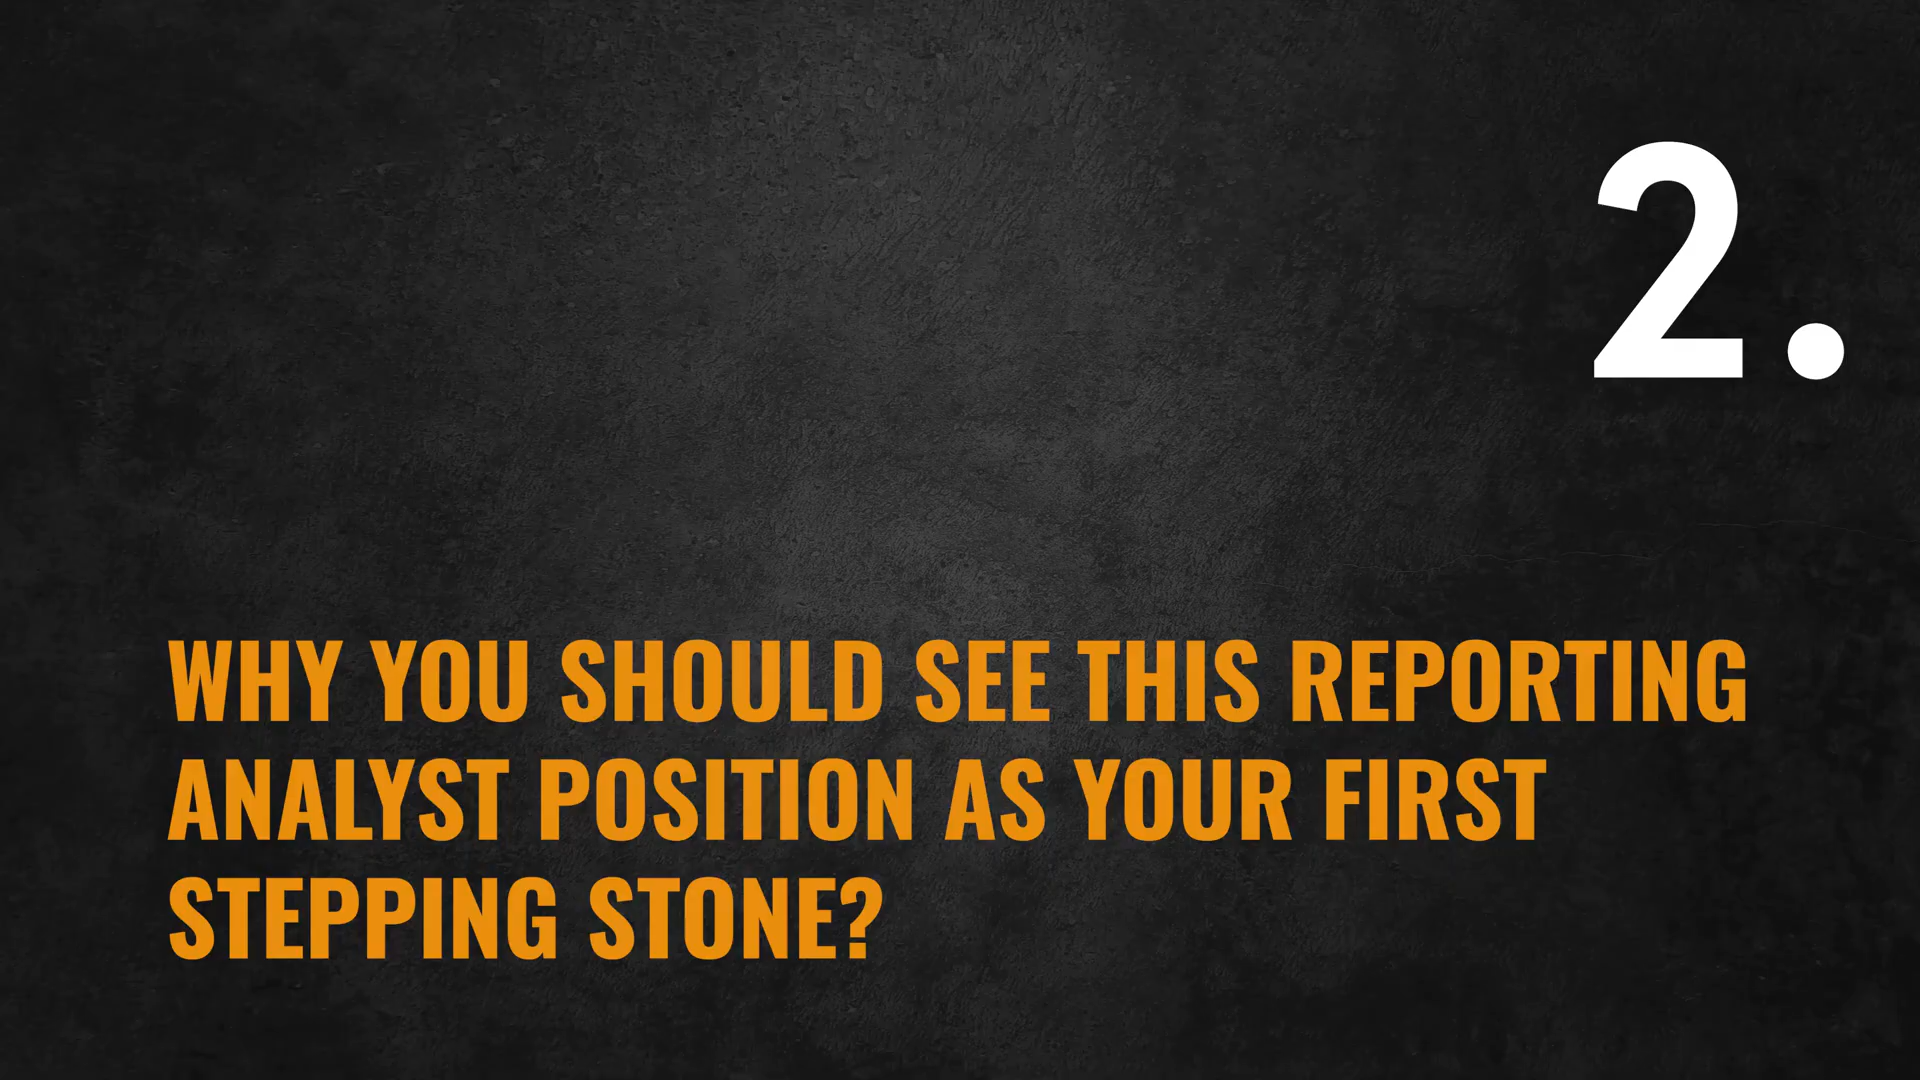 2.
WHY YOU SHOULD SEE THIS REPORTING
ANALYST POSITION AS YOUR FIRST
STEPPING STONE?